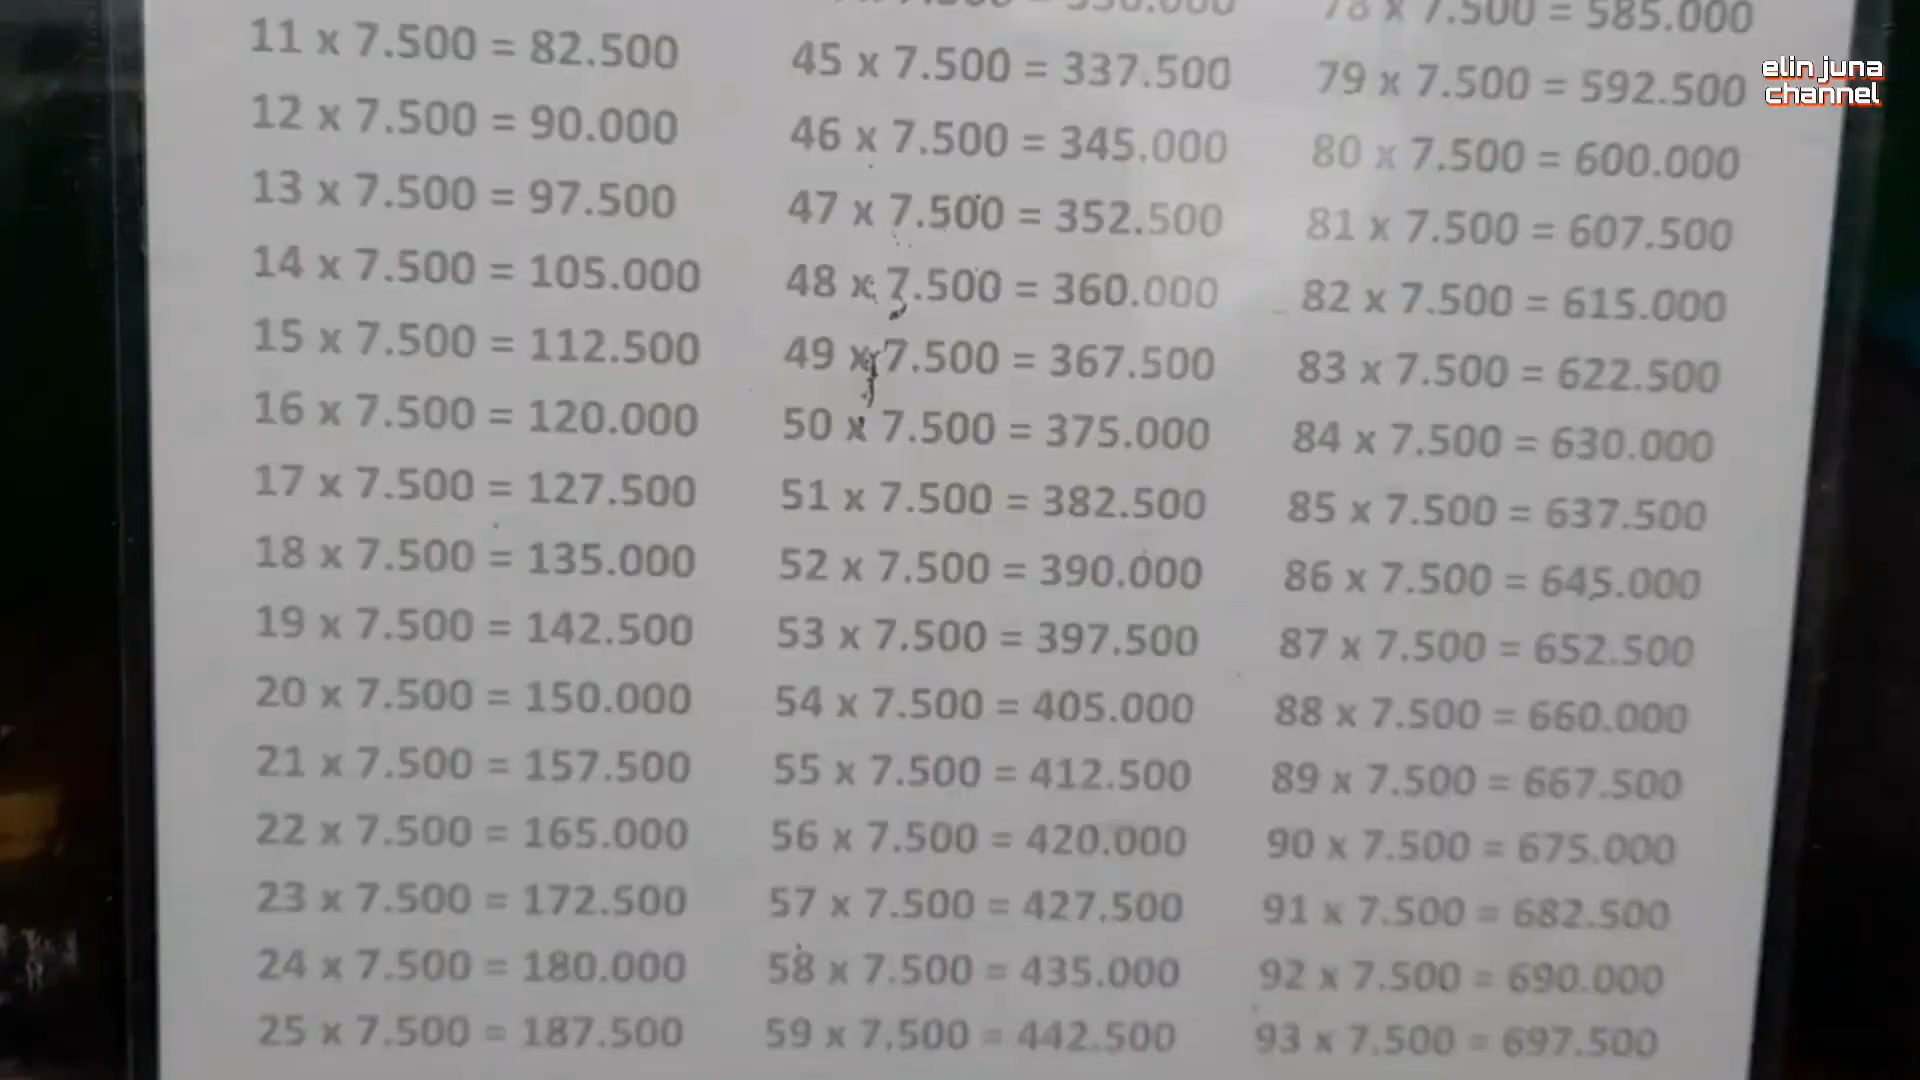 11 x 7.500 = 82.500
12 x 7.500 = 90.000
13 x 7.500 = 97.500
14 x 7.500 = 105.000
15 x 7.500 = 112.500
16 x 7.500 = 120.000
17 x 7.500 = 127.500
18 x 7.500 = 135.000
19 x 7.500 = 142.500
20 x 7.500 = 150.000
21 x 7.500 = 157.500
22 x 7.500 = 165.000
23 x 7.500 = 172.500
24 x 7.500 = 180.000
25 x 7.500 = 187.500
45 x 7.500 = 337.500
46 x 7.500 = 345.000
47 x 7.500 = 352.500
48 x 7.500 = 360.000
49 x 7.500 = 367.500
50 x 7.500 = 375.000
51 x 7.500 = 382.500
52 x 7.500 = 390.000
53 x 7.500 = 397.500
54 x 7.500 = 405.000
55 x 7.500 = 412.500
56 x 7.500 = 420.000
57 x 7.500 = 427.500
58 x 7.500 = 435.000
59 x 7.500 = 442.500
78 x 7.500 = 585.000
79 x 7.500 = 592.500
80 x 7.500 = 600.000
81 x 7.500 = 607.500
82 x 7.500 = 615.000
83 x 7.500 = 622.500
84 x 7.500 = 630.000
85 x 7.500 = 637.500
86 x 7.500 = 645.000
87 x 7.500 = 652.500
88 x 7.500 = 660.000
89 x 7.500 = 667.500
90 x 7.500 = 675.000
91 x 7.500 = 682.500
92 x 7.500 = 690.000
93 x 7.500 = 697.500
elin juna
channel